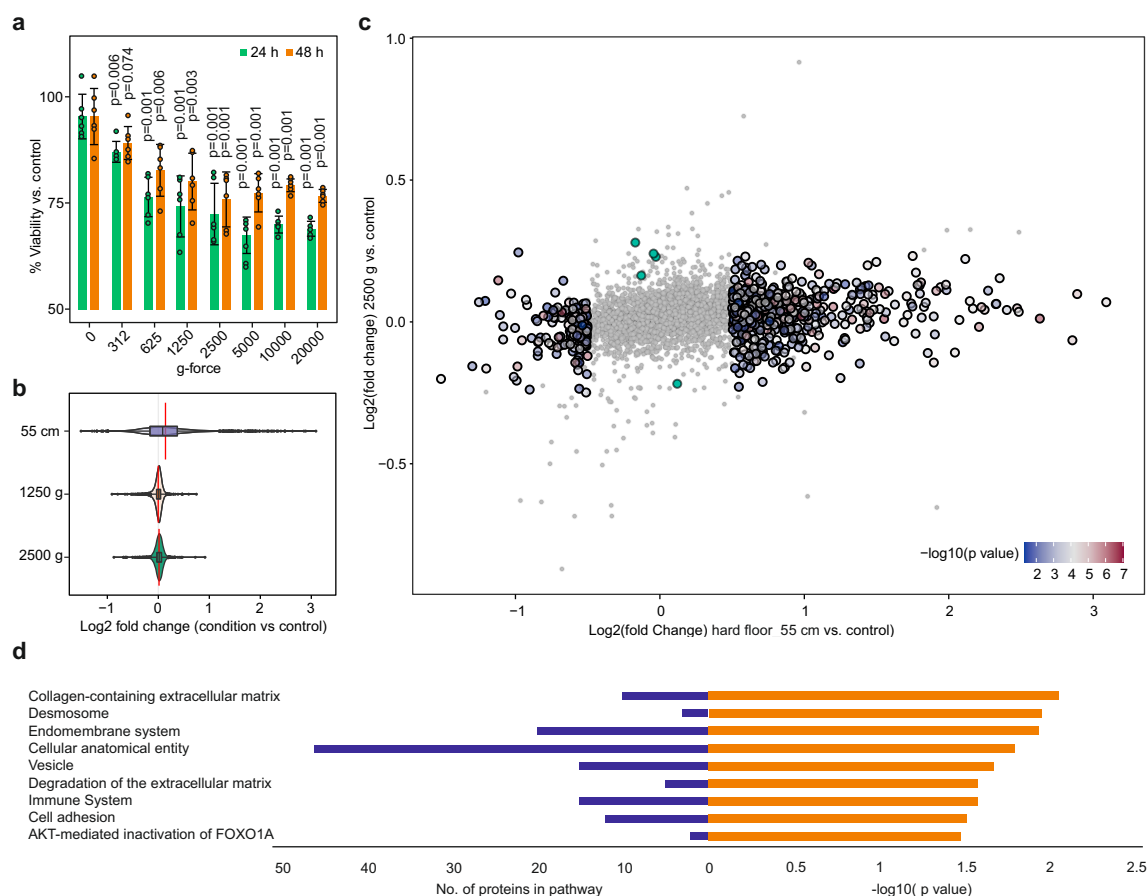 a
24 h
48 h
p=0.006
p=0.074
p=0.001
p=0.006
p=0.001
p=0.003
p=0.001
p=0.001
p=0.001
p=0.001
p=0.001
p=0.001
p=0.001
p=0.001
% Viability vs. control
100
75
50
0
312
625
1250
2500
5000
10000
20000
g-force
b
55 cm
1250 g
2500 g
−1
0
1
2
3
Log2 fold change (condition vs control)
c
Log2(fold change) 2500 g vs. control
1.0
0.5
0.0
−0.5
−log10(p value)
2 3 4 5 6 7
−1
0
1
2
3
Log2(fold Change) hard floor 55 cm vs. control)
d
Collagen-containing extracellular matrix
Desmosome
Endomembrane system
Cellular anatomical entity
Vesicle
Degradation of the extracellular matrix
Immune System
Cell adhesion
AKT-mediated inactivation of FOXO1A
50 40 30 20 10 0 0.5 1 1.5 2 2.5
No. of proteins in pathway
-log10( p value)